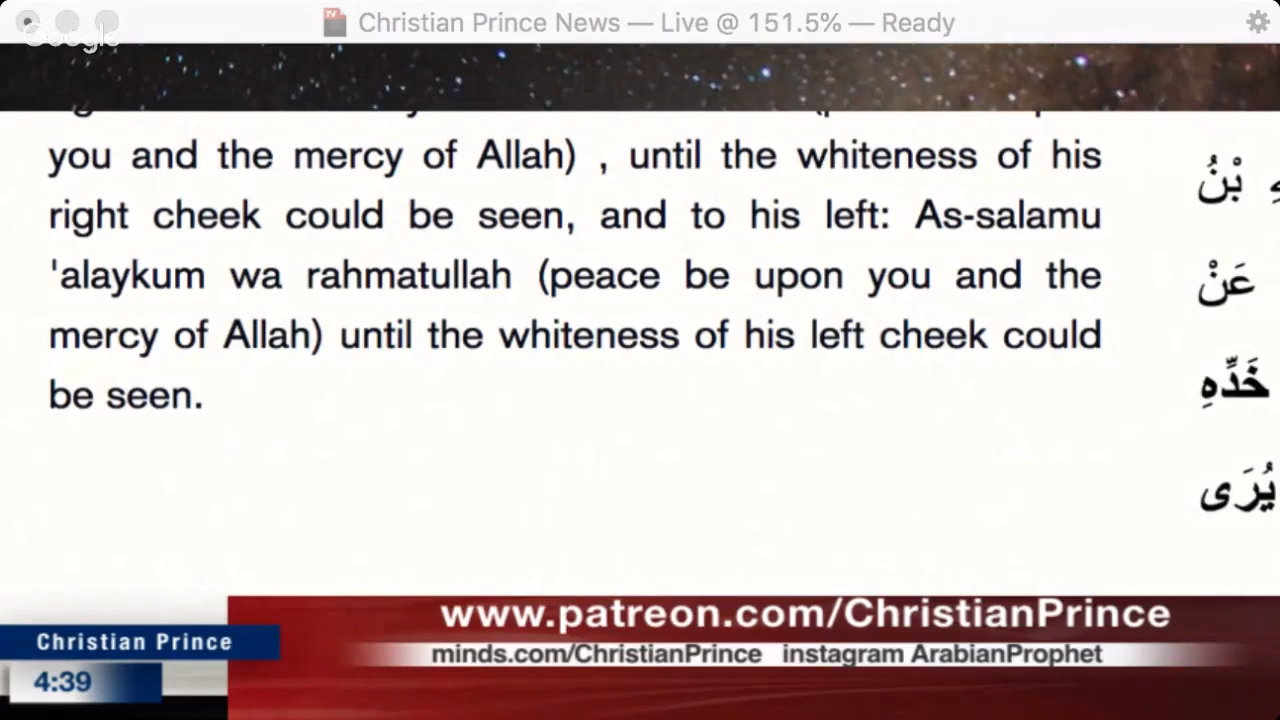 Christian Prince News — Live @ 151.5% — Ready
Google
you and the mercy of Allah) , until the whiteness of his
right cheek could be seen, and to his left: As-salamu
'alaykum wa rahmatullah (peace be upon you and the
mercy of Allah) until the whiteness of his left cheek could
be seen.
بْنُ
عَنْ
خَدِّهِ
يُرَى
www.patreon.com/ChristianPrince
minds.com/ChristianPrince instagram ArabianProphet
Christian Prince
4:39